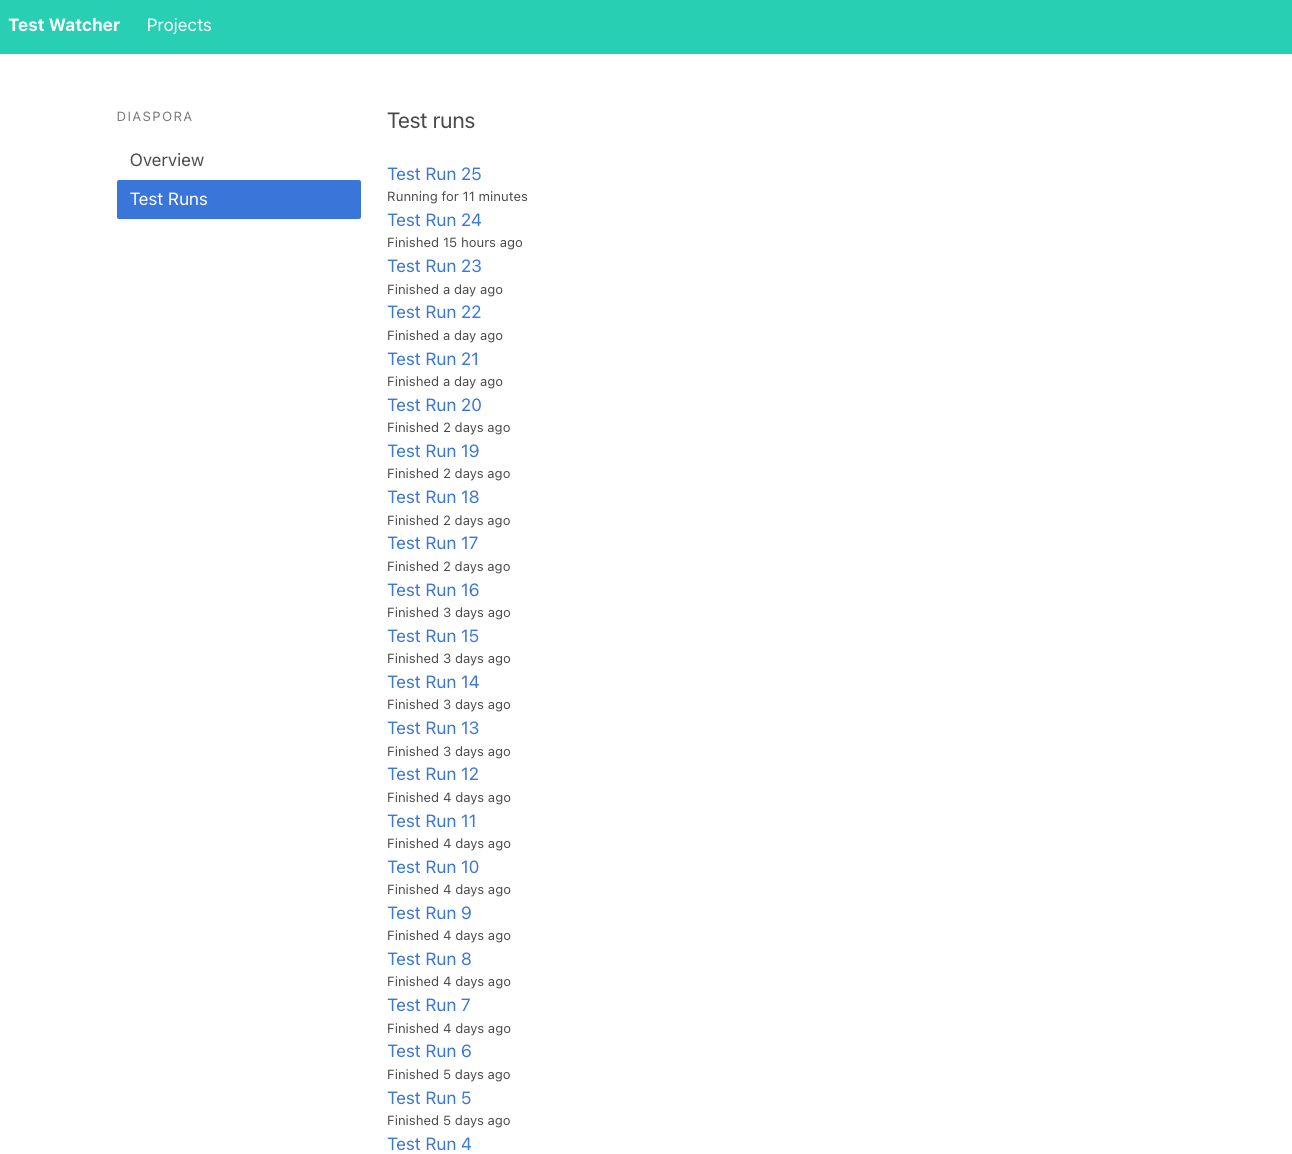 Test Watcher Projects
DIASPORA
Overview
Test Runs
Test runs
Test Run 25
Running for 11 minutes
Test Run 24
Finished 15 hours ago
Test Run 23
Finished a day ago
Test Run 22
Finished a day ago
Test Run 21
Finished a day ago
Test Run 20
Finished 2 days ago
Test Run 19
Finished 2 days ago
Test Run 18
Finished 2 days ago
Test Run 17
Finished 2 days ago
Test Run 16
Finished 3 days ago
Test Run 15
Finished 3 days ago
Test Run 14
Finished 3 days ago
Test Run 13
Finished 3 days ago
Test Run 12
Finished 4 days ago
Test Run 11
Finished 4 days ago
Test Run 10
Finished 4 days ago
Test Run 9
Finished 4 days ago
Test Run 8
Finished 4 days ago
Test Run 7
Finished 4 days ago
Test Run 6
Finished 5 days ago
Test Run 5
Finished 5 days ago
Test Run 4